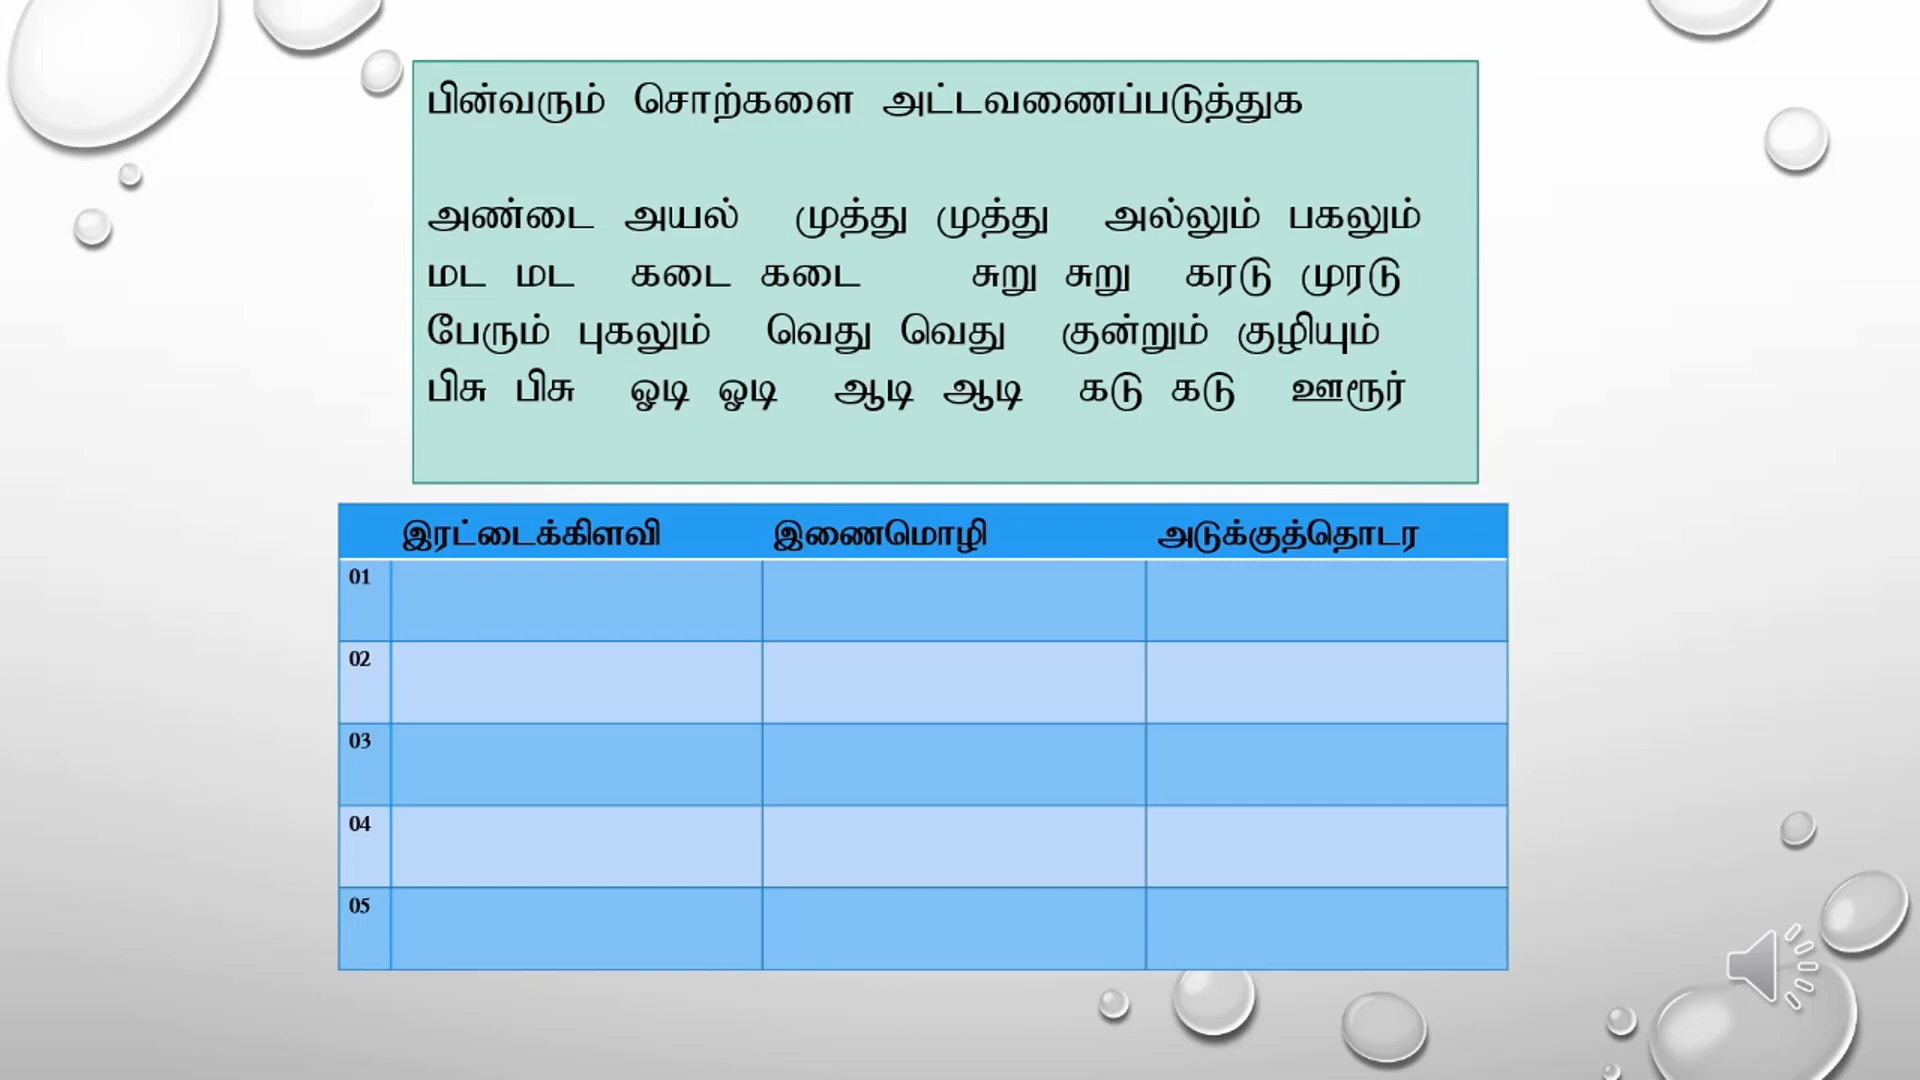 பின்வரும் சொற்களை அட்டவணைப்படுத்துக
அண்டை அயல் முத்து முத்து அல்லும் பகலும்
மட மட கடை கடை சுறு சுறு கரடு முரடு
பேரும் புகலும் வெது வெது குன்றும் குழியும்
பிசு பிசு ஓடி ஓடி ஆடி ஆடி கடு கடு ஊரூர்
இரட்டைக்கிளவி இணைமொழி அடுக்குத்தொடர
01
02
03
04
05